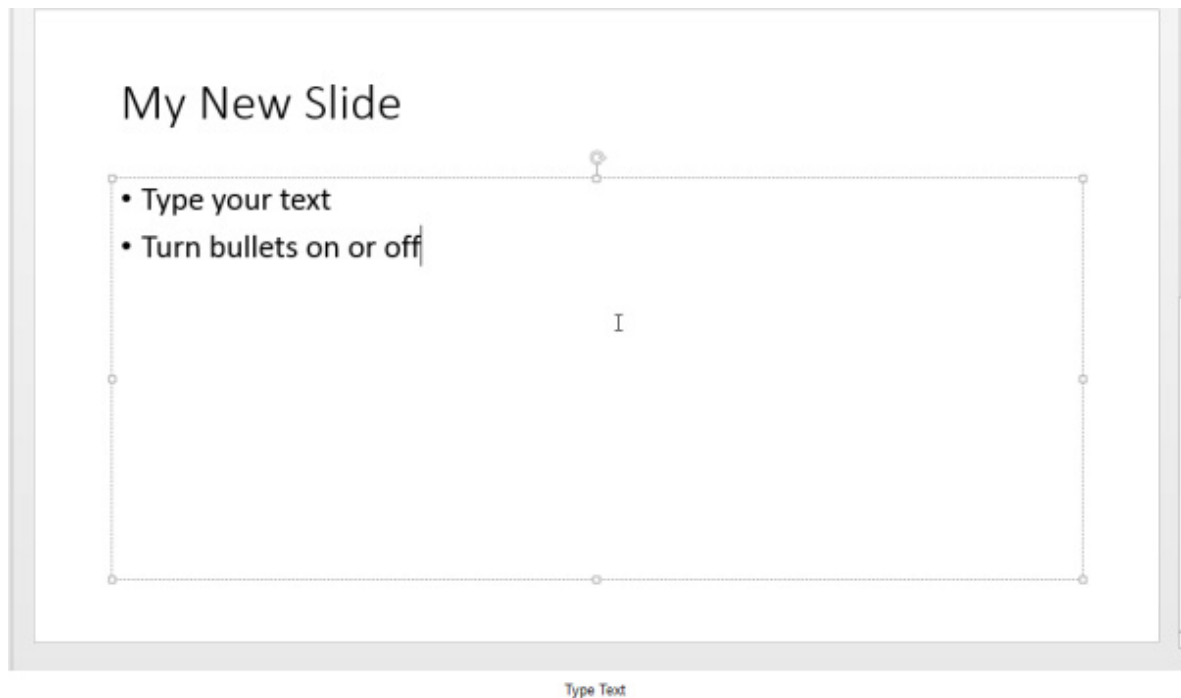 My New Slide
• Type your text
• Turn bullets on or off
Type Text